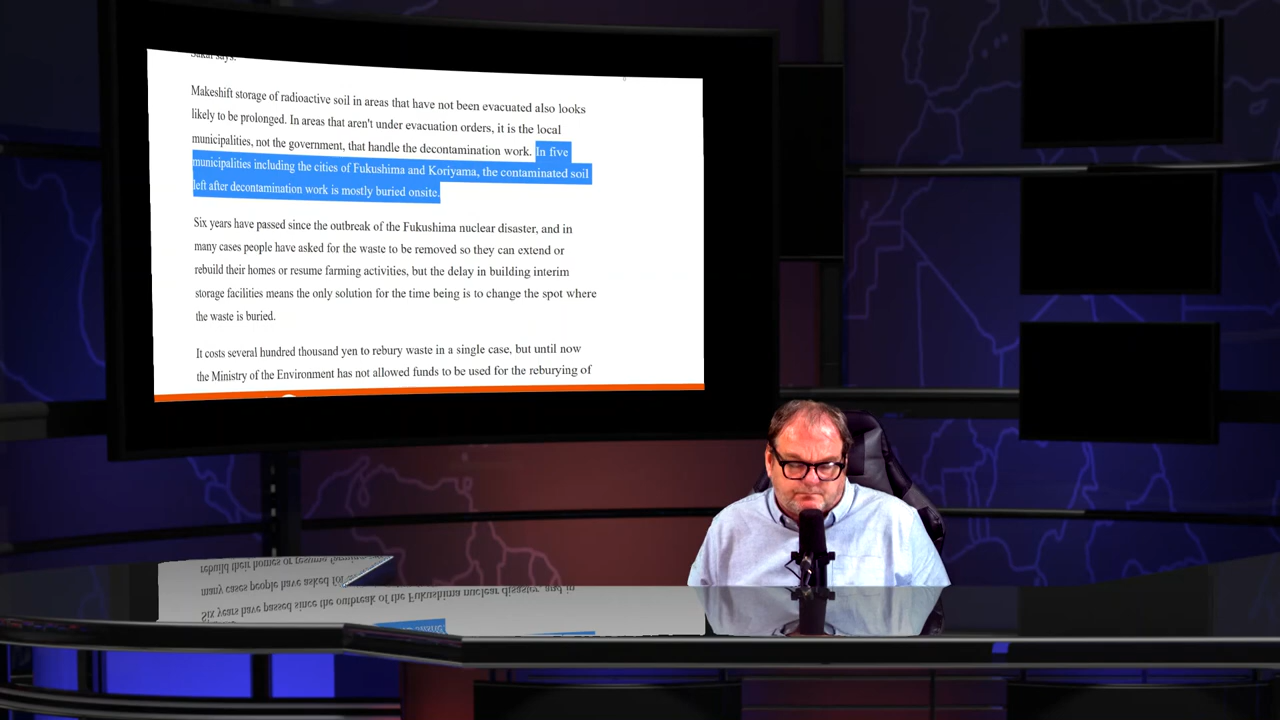 Sakai says.
Makeshift storage of radioactive soil in areas that have not been evacuated also looks
likely to be prolonged. In areas that aren't under evacuation orders, it is the local
municipalities, not the government, that handle the decontamination work. In five
municipalities including the cities of Fukushima and Koriyama, the contaminated soil
left after decontamination work is mostly buried onsite.
Six years have passed since the outbreak of the Fukushima nuclear disaster, and in
many cases people have asked for the waste to be removed so they can extend or
rebuild their homes or resume farming activities, but the delay in building interim
storage facilities means the only solution for the time being is to change the spot where
the waste is buried.
It costs several hundred thousand yen to rebury waste in a single case, but until now
the Ministry of the Environment has not allowed funds to be used for the reburying of